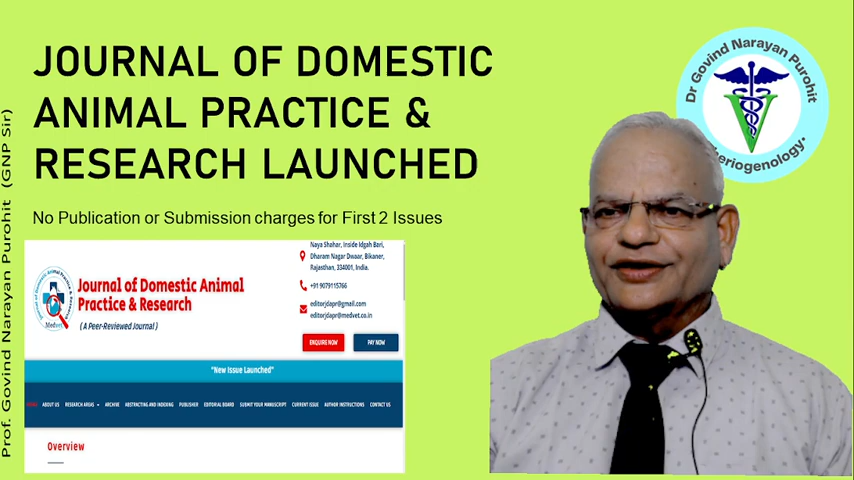 JOURNAL OF DOMESTIC
ANIMAL PRACTICE &
RESEARCH LAUNCHED
No Publication or Submission charges for First 2 Issues
Prof. Govind Narayan Purohit (GNP Sir)
Dr Govind Narayan Purohit
heriogenology•
V
Naya Shahar, Inside Idgah Bari,
Dharam Nagar Dwaar, Bikaner,
Rajasthan, 334001, India.
+91 9079115766
editorjdapr@gmail.com
editorjdapr@medvet.co.in
Medvet
Journal of Domestic Animal
Practice & Research
( A Peer-Reviewed Journal )
ENQUIRE NOW PAY NOW
"New Issue Launched"
HOME ABOUT US RESEARCH AREAS ARCHIVE ABSTRACTING AND INDEXING PUBLISHER EDITORIAL BOARD SUBMIT YOUR MANUSCRIPT CURRENT ISSUE AUTHOR INSTRUCTIONS CONTACT US
Overview